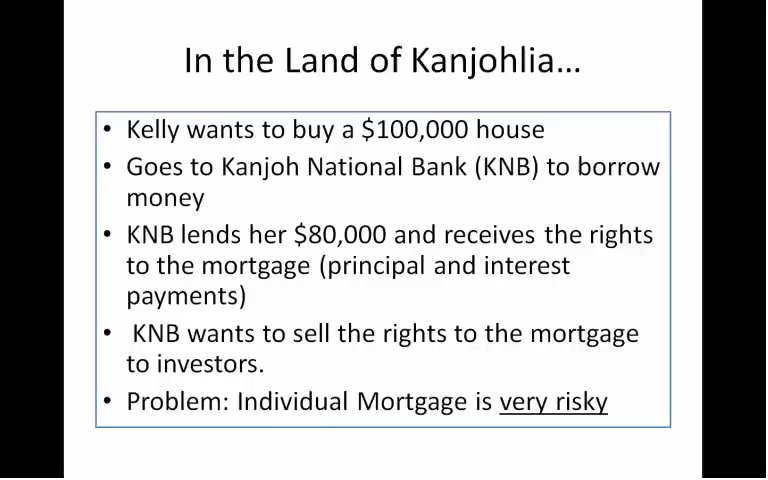 In the Land of Kanjohlia…
• Kelly wants to buy a $100,000 house
• Goes to Kanjoh National Bank (KNB) to borrow
money
• KNB lends her $80,000 and receives the rights
to the mortgage (principal and interest
payments)
• KNB wants to sell the rights to the mortgage
to investors.
• Problem: Individual Mortgage is very risky